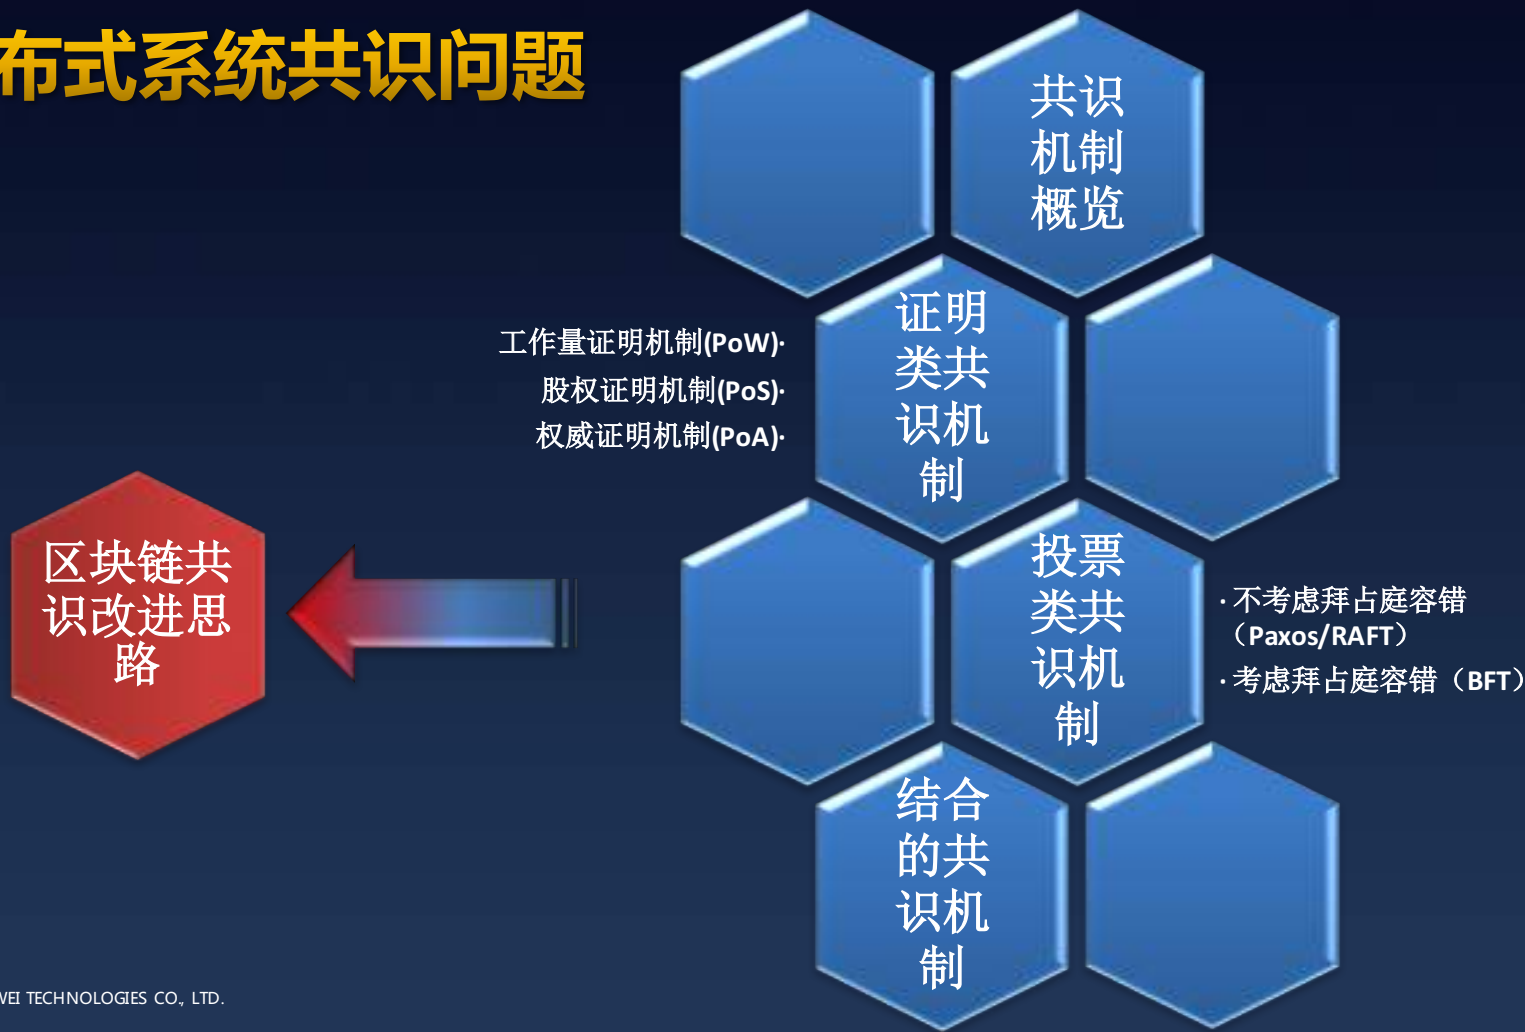 布式系统共识问题
共识
机制
概览
证明
类共
识机
制
工作量证明机制(PoW)·
股权证明机制(PoS)·
权威证明机制(PoA)·
区块链共
识改进思
路
投票
类共
识机
制
·不考虑拜占庭容错
（Paxos/RAFT）
·考虑拜占庭容错（BFT）
结合
的共
识机
制
WEI TECHNOLOGIES CO., LTD.